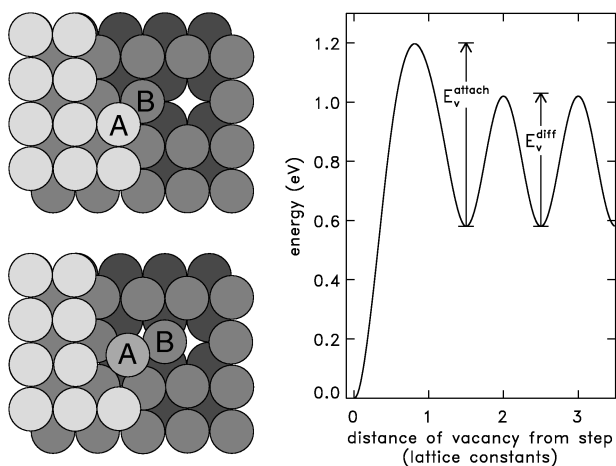 A
B
A
B
energy (eV)
1.2
1.0
0.8
0.6
0.4
0.2
0.0
E_v^attach
E_v^diff
0
1
2
3
distance of vacancy from step
(lattice constants)